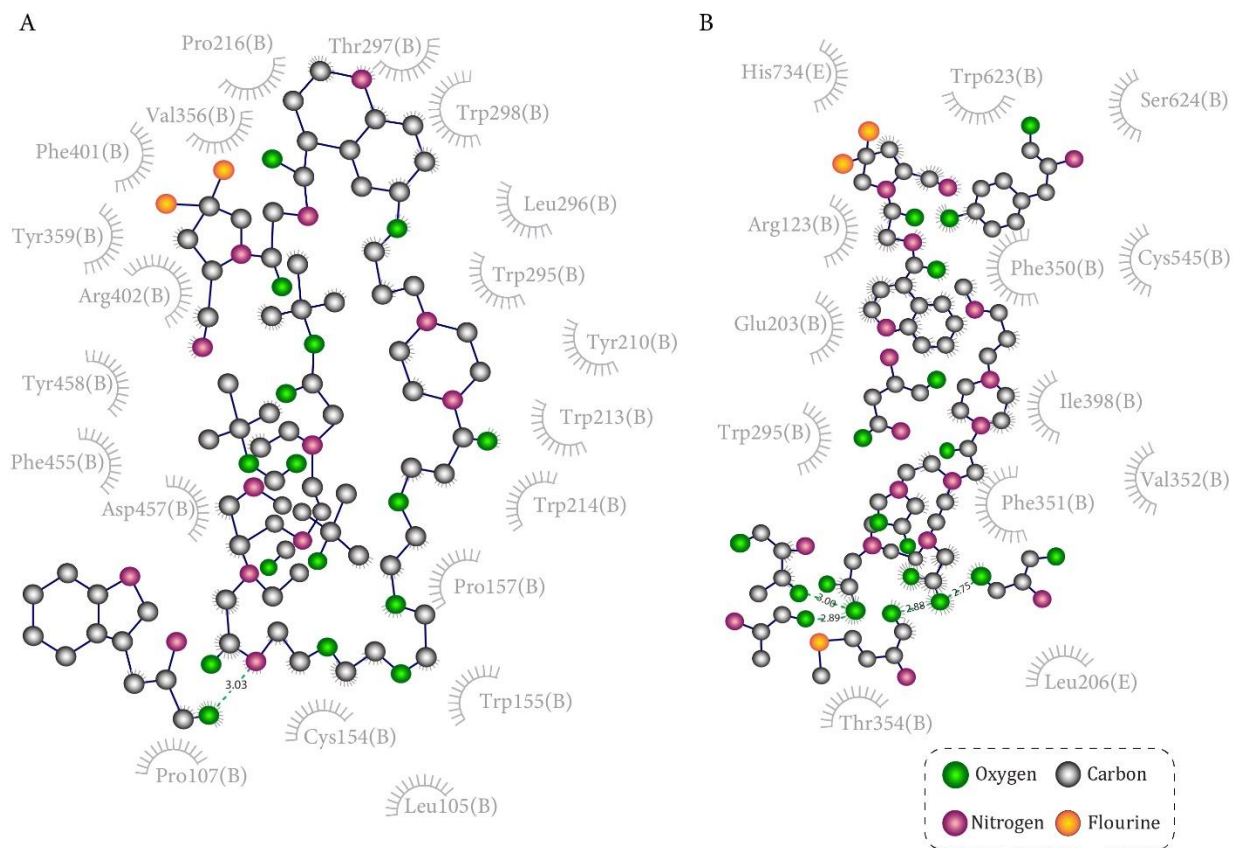 A
Pro216(B)
Thr297(B)
Val356(B)
Trp298(B)
Phe401(B)
Leu296(B)
Tyr359(B)
Trp295(B)
Arg402(B)
Tyr210(B)
Tyr458(B)
Trp213(B)
Phe455(B)
Trp214(B)
Asp457(B)
Pro157(B)
3.03
Trp155(B)
Cys154(B)
Pro107(B)
Leu105(B)
B
His734(E)
Trp623(B)
Ser624(B)
Arg123(B)
Phe350(B)
Cys545(B)
Glu203(B)
Ile398(B)
Trp295(B)
Val352(B)
Phe351(B)
3.00
2.75
2.88
2.89
Leu206(E)
Thr354(B)
Oxygen
Carbon
Nitrogen
Flourine